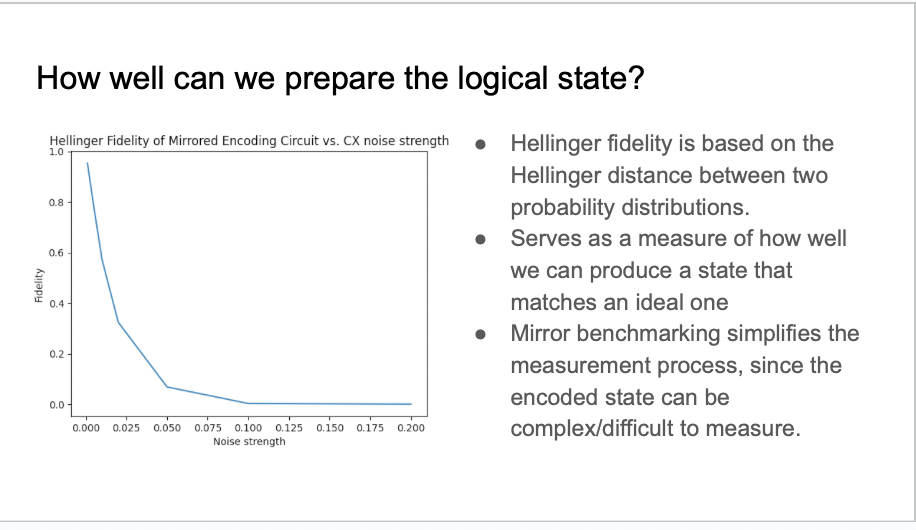 How well can we prepare the logical state?
Hellinger Fidelity of Mirrored Encoding Circuit vs. CX noise strength
1.0
0.8
0.6
0.4
0.2
0.0
Fidelity
0.000 0.025 0.050 0.075 0.100 0.125 0.150 0.175 0.200
Noise strength
● Hellinger fidelity is based on the
Hellinger distance between two
probability distributions.
● Serves as a measure of how well
we can produce a state that
matches an ideal one
● Mirror benchmarking simplifies the
measurement process, since the
encoded state can be
complex/difficult to measure.